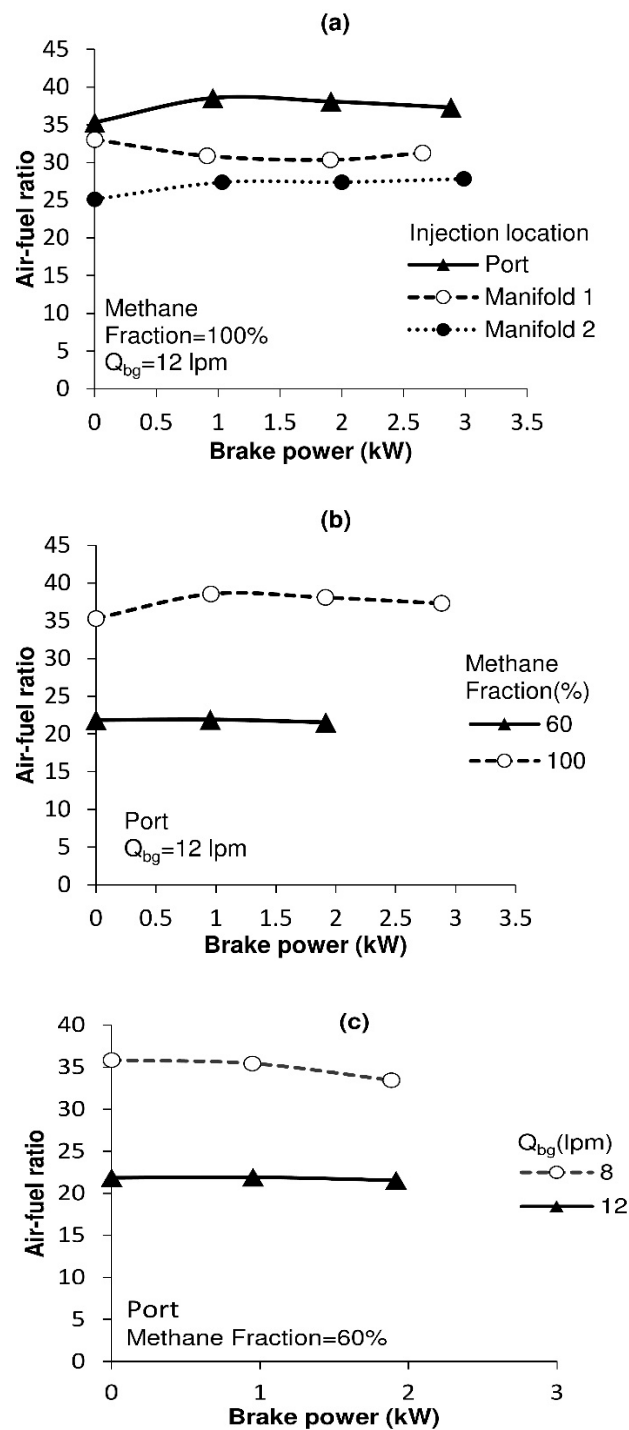 (a)
45
40
35
30
25
20
15
10
5
0
Air-fuel ratio
Injection location
Port
Manifold 1
Manifold 2
Methane
Fraction=100%
Qbg=12 lpm
0 0.5 1 1.5 2 2.5 3 3.5
Brake power (kW)
(b)
45
40
35
30
25
20
15
10
5
0
Air-fuel ratio
Methane
Fraction(%)
60
100
Port
Qbg=12 lpm
0 0.5 1 1.5 2 2.5 3 3.5
Brake power (kW)
(c)
40
35
30
25
20
15
10
5
0
Air-fuel ratio
Qbg(lpm)
8
12
Port
Methane Fraction=60%
0 1 2 3
Brake power (kW)